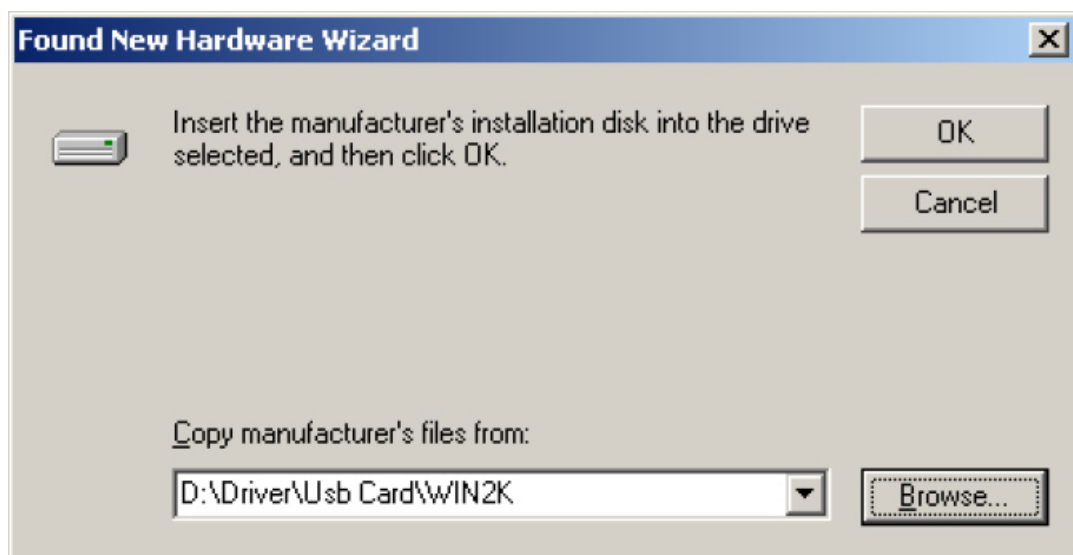 Found New Hardware Wizard
Insert the manufacturer's installation disk into the drive
selected, and then click OK.
OK
Cancel
Copy manufacturer's files from:
D:\Driver\Usb Card\WIN2K
Browse...